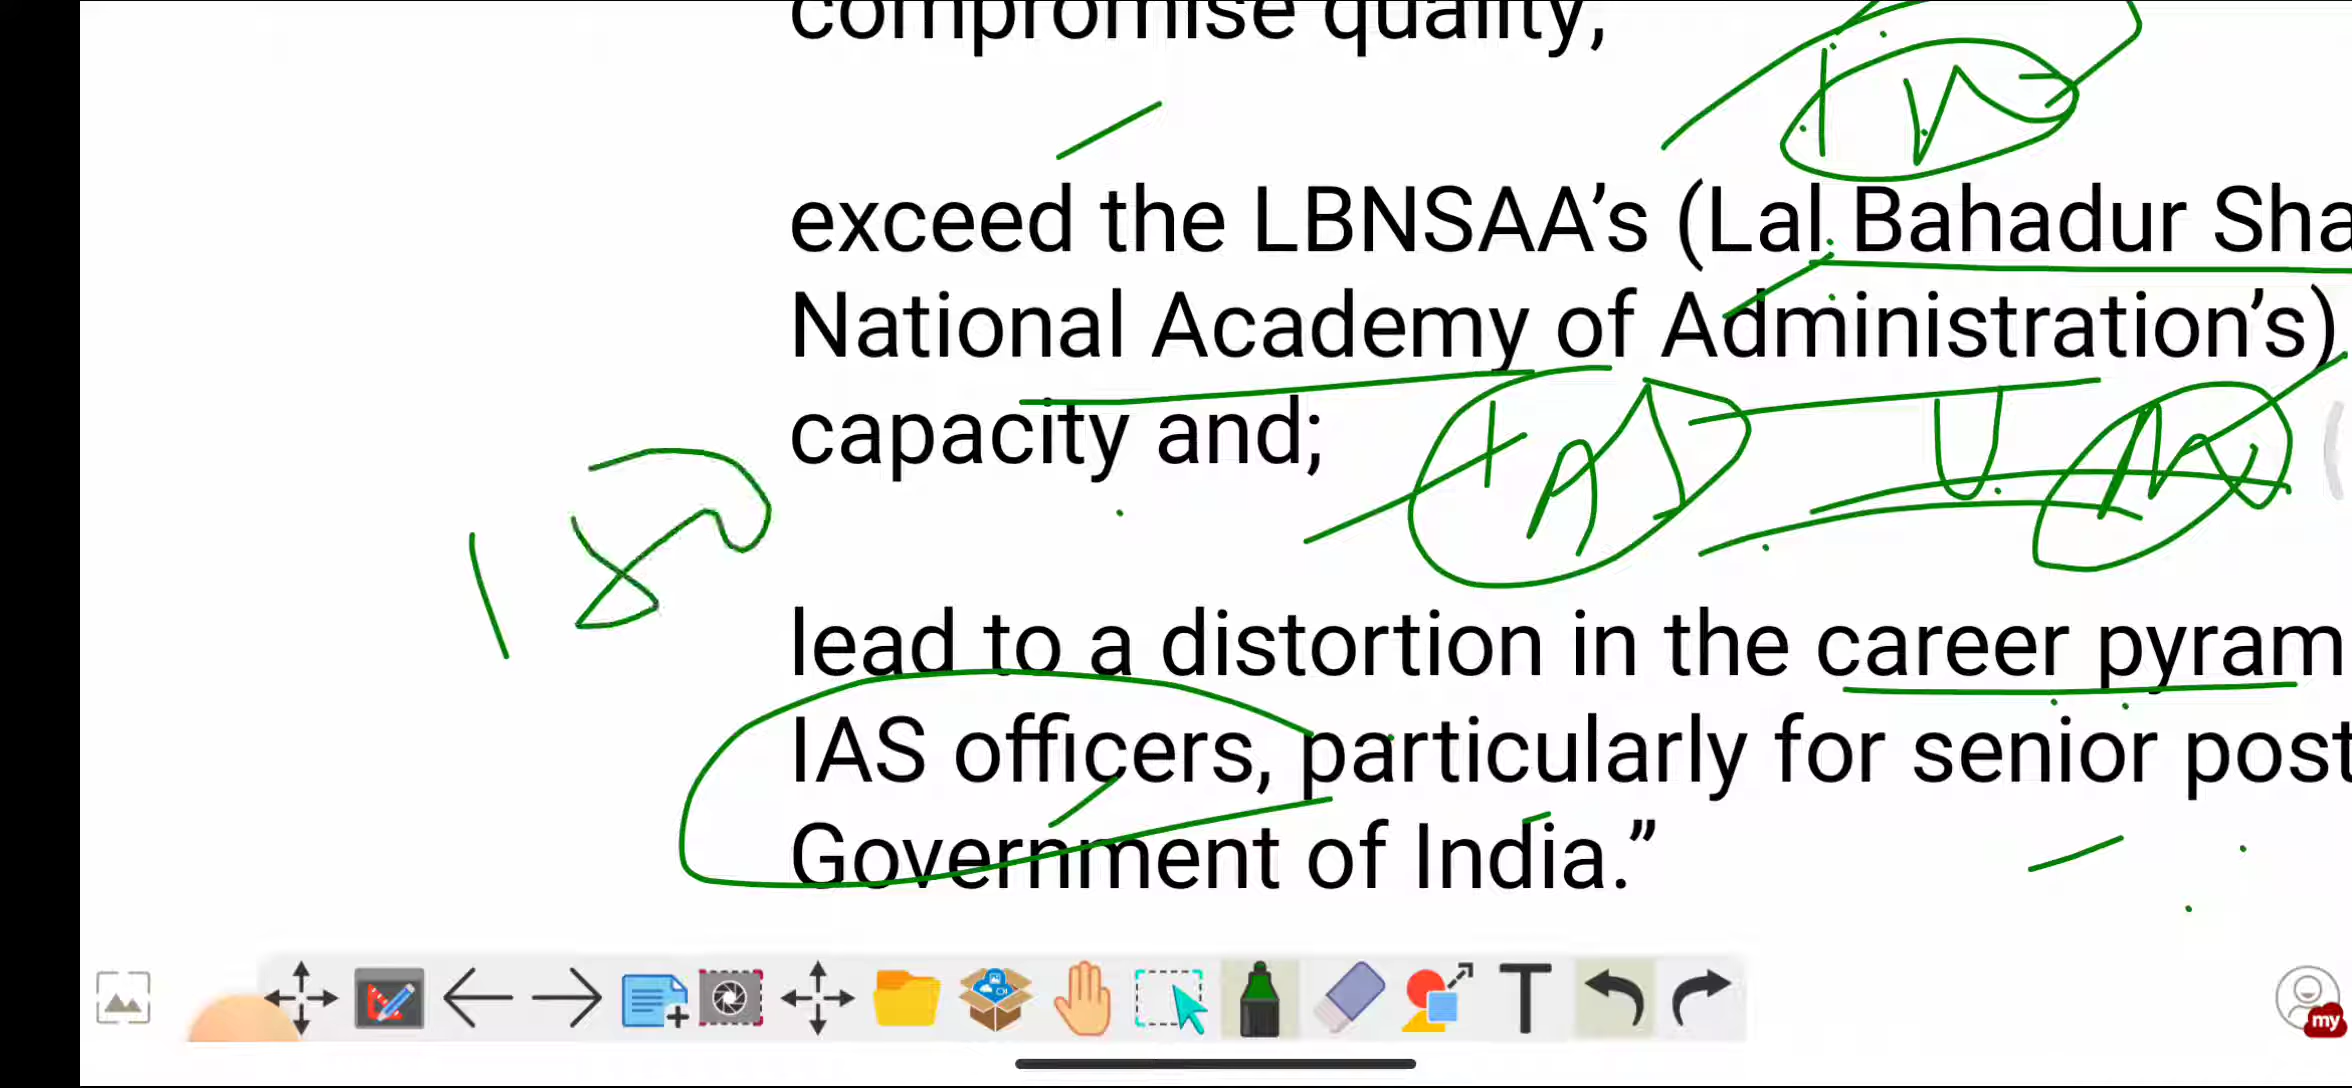 compromise quality;
exceed the LBNSAA’s (Lal Bahadur Sha
National Academy of Administration’s)
capacity and;
lead to a distortion in the career pyram
IAS officers, particularly for senior post
Government of India.”
my